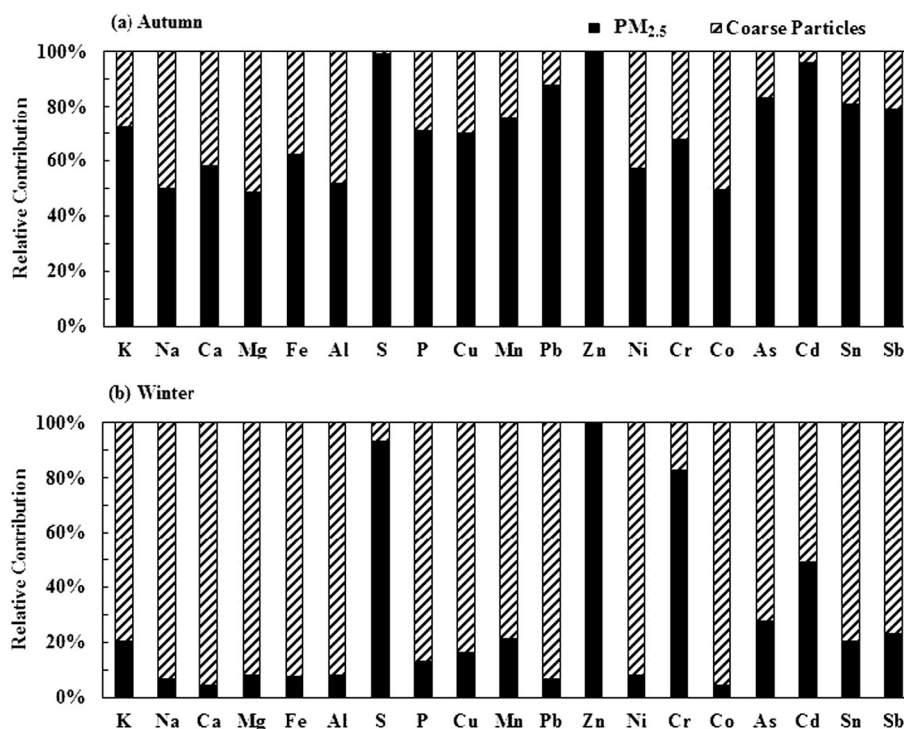 (a) Autumn
PM2.5 Coarse Particles
100%
80%
60%
40%
20%
0%
Relative Contribution
K Na Ca Mg Fe Al S P Cu Mn Pb Zn Ni Cr Co As Cd Sn Sb
(b) Winter
100%
80%
60%
40%
20%
0%
Relative Contribution
K Na Ca Mg Fe Al S P Cu Mn Pb Zn Ni Cr Co As Cd Sn Sb